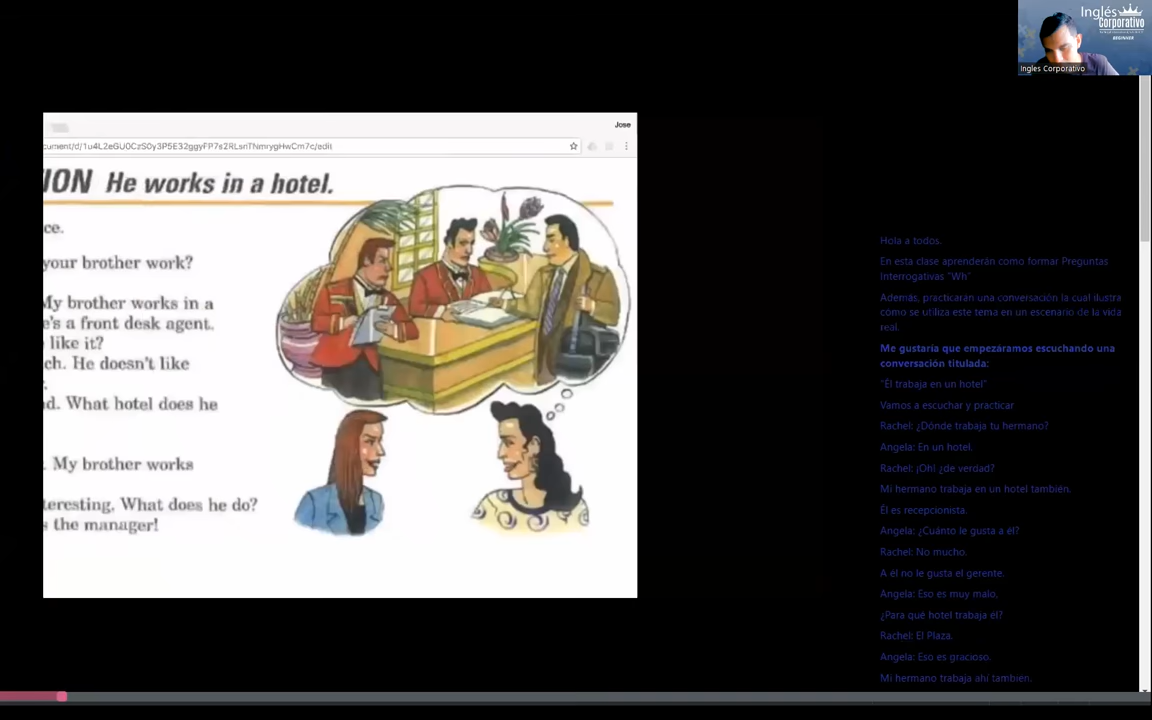 Inglés
Corporativo
BEGINNER
Ingles Corporativo
Jose
cument/d/1u4L2eGU0CzS0y3P5E32ggyFP7s2RLsnTNmrygHwCm7c/edit
ION He works in a hotel.
ce.
your brother work?
My brother works in a
e's a front desk agent.
like it?
ch. He doesn't like
r.
ad. What hotel does he
. My brother works
teresting, What does he do?
s the manager!
Hola a todos.
En esta clase aprenderán como formar Preguntas
Interrogativas "Wh"
Además, practicarán una conversación la cual ilustra
como se utiliza este tema en un escenario de la vida
real.
Me gustaría que empezáramos escuchando una
conversación titulada:
"Él trabaja en un hotel"
Vamos a escuchar y practicar
Rachel: ¿Dónde trabaja tu hermano?
Angela: En un hotel.
Rachel: ¡Oh! ¿de verdad?
Mi hermano trabaja en un hotel también.
Él es recepcionista.
Angela: ¿Cuánto le gusta a él?
Rachel: No mucho.
A él no le gusta el gerente.
Angela: Eso es muy malo,
¿Para qué hotel trabaja él?
Rachel: El Plaza.
Angela: Eso es gracioso.
Mi hermano trabaja ahí también.